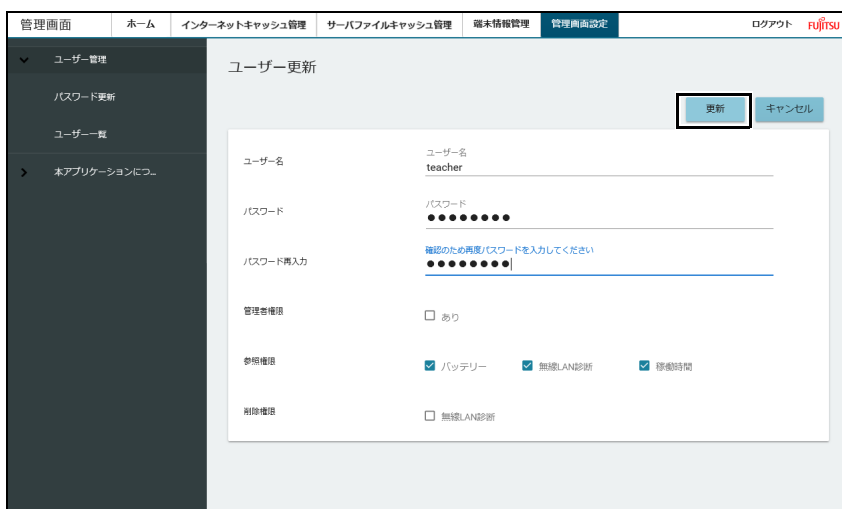 管理画面 ホーム インターネットキャッシュ管理 サーバファイルキャッシュ管理 端末情報管理 管理画面設定 ログアウト FUJITSU
ユーザー管理
パスワード更新
ユーザー一覧
本アプリケーションにつ...
ユーザー更新
更新 キャンセル
ユーザー名
ユーザー名
teacher
パスワード
パスワード
●●●●●●●●
パスワード再入力
確認のため再度パスワードを入力してください
●●●●●●●●
管理者権限
あり
参照権限
バッテリー 無線LAN診断 稼働時間
削除権限
無線LAN診断